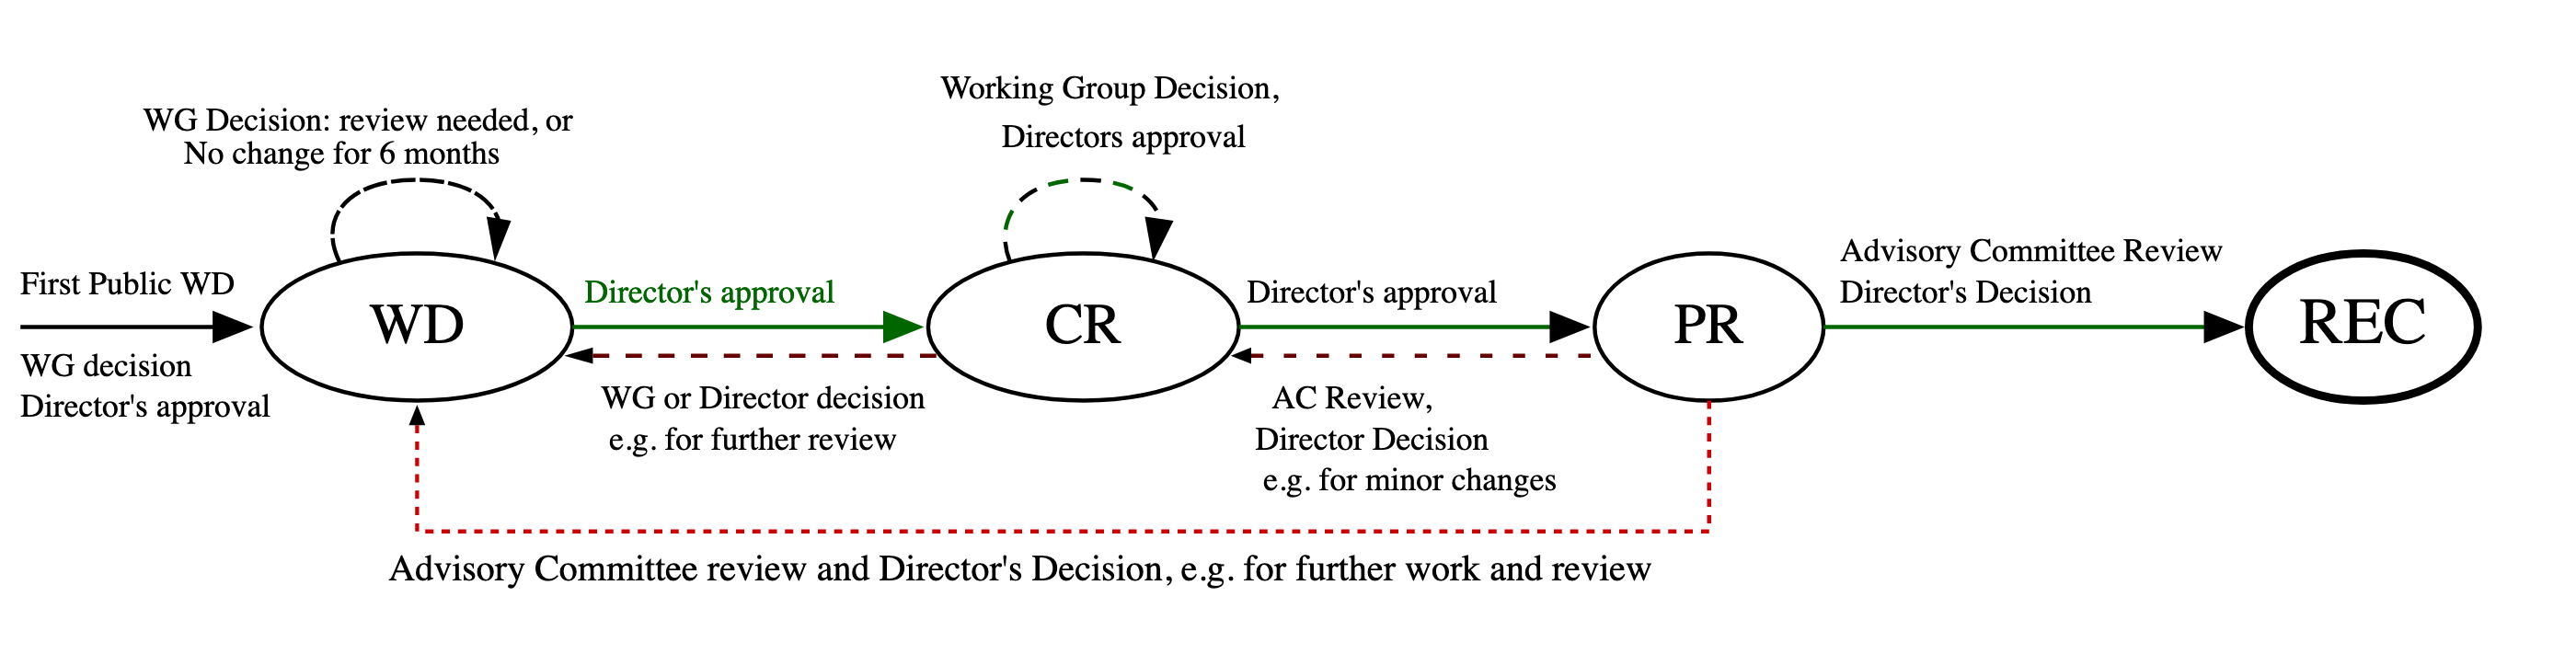 WG Decision: review needed, or
No change for 6 months
Working Group Decision,
Directors approval
First Public WD
WG decision
Director's approval
WD
Director's approval
WG or Director decision
e.g. for further review
CR
Director's approval
AC Review,
Director Decision
e.g. for minor changes
PR
Advisory Committee Review
Director's Decision
REC
Advisory Committee review and Director's Decision, e.g. for further work and review